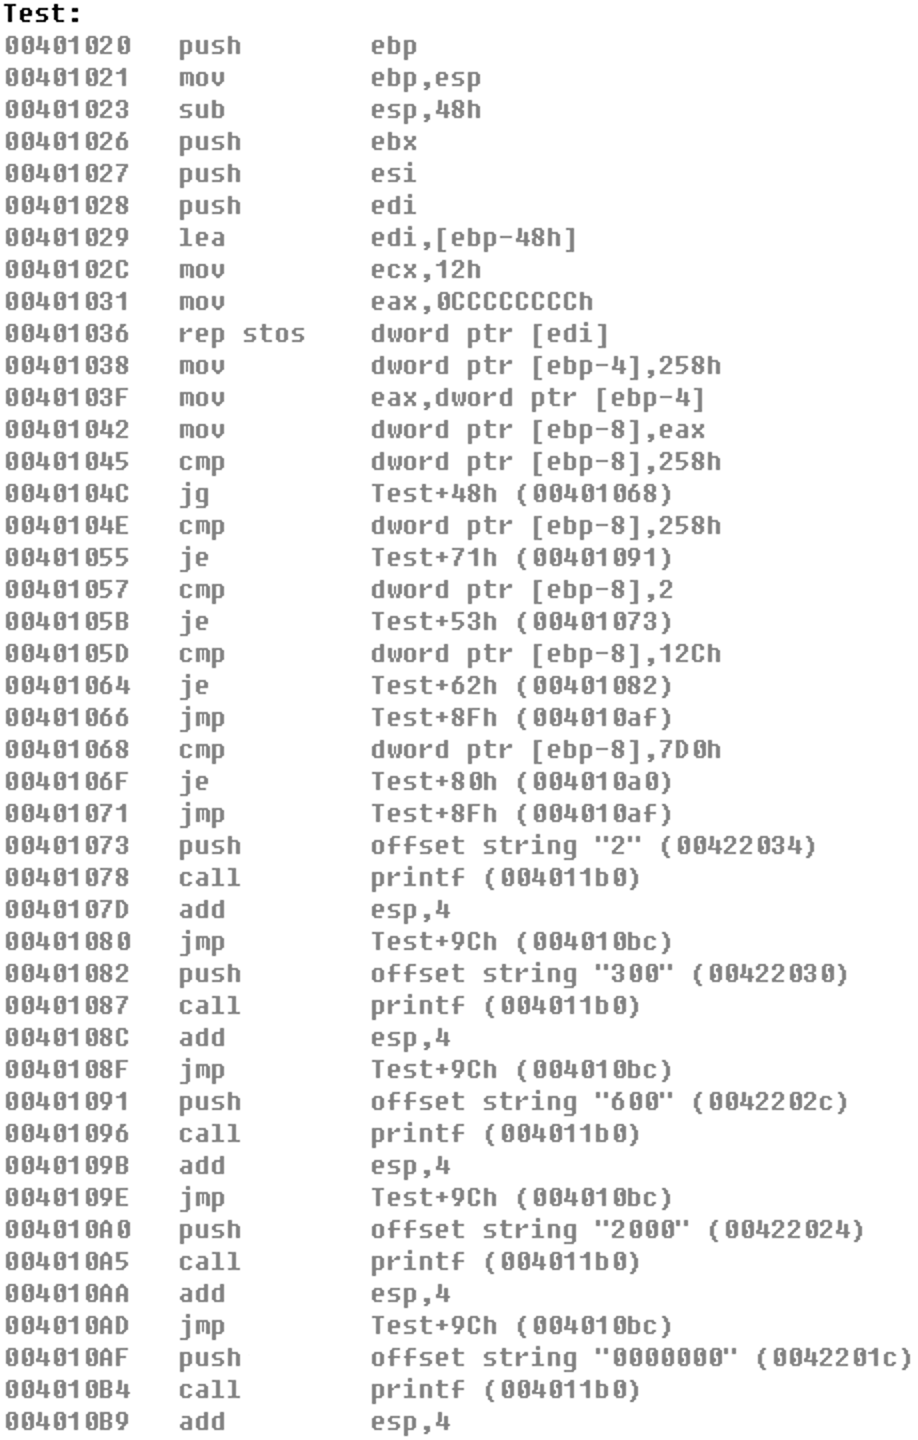 Test:
00401020 push ebp
00401021 mov ebp,esp
00401023 sub esp,48h
00401026 push ebx
00401027 push esi
00401028 push edi
00401029 lea edi,[ebp-48h]
0040102C mov ecx,12h
00401031 mov eax,0CCCCCCCCh
00401036 rep stos dword ptr [edi]
00401038 mov dword ptr [ebp-4],258h
0040103F mov eax,dword ptr [ebp-4]
00401042 mov dword ptr [ebp-8],eax
00401045 cmp dword ptr [ebp-8],258h
0040104C jg Test+48h (00401068)
0040104E cmp dword ptr [ebp-8],258h
00401055 je Test+71h (00401091)
00401057 cmp dword ptr [ebp-8],2
0040105B je Test+53h (00401073)
0040105D cmp dword ptr [ebp-8],12Ch
00401064 je Test+62h (00401082)
00401066 jmp Test+8Fh (004010af)
00401068 cmp dword ptr [ebp-8],7D0h
0040106F je Test+80h (004010a0)
00401071 jmp Test+8Fh (004010af)
00401073 push offset string "2" (00422034)
00401078 call printf (004011b0)
0040107D add esp,4
00401080 jmp Test+9Ch (004010bc)
00401082 push offset string "300" (00422030)
00401087 call printf (004011b0)
0040108C add esp,4
0040108F jmp Test+9Ch (004010bc)
00401091 push offset string "600" (0042202c)
00401096 call printf (004011b0)
0040109B add esp,4
0040109E jmp Test+9Ch (004010bc)
004010A0 push offset string "2000" (00422024)
004010A5 call printf (004011b0)
004010AA add esp,4
004010AD jmp Test+9Ch (004010bc)
004010AF push offset string "0000000" (0042201c)
004010B4 call printf (004011b0)
004010B9 add esp,4